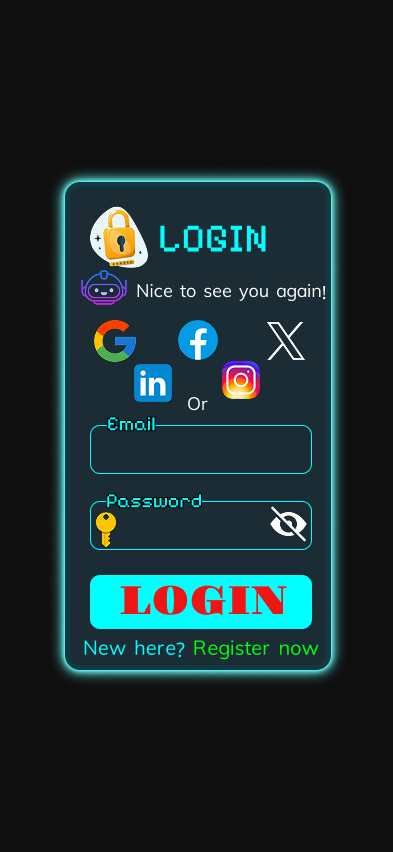 LOGIN
Nice to see you again!
Or
Email
Password
LOGIN
New here? Register now